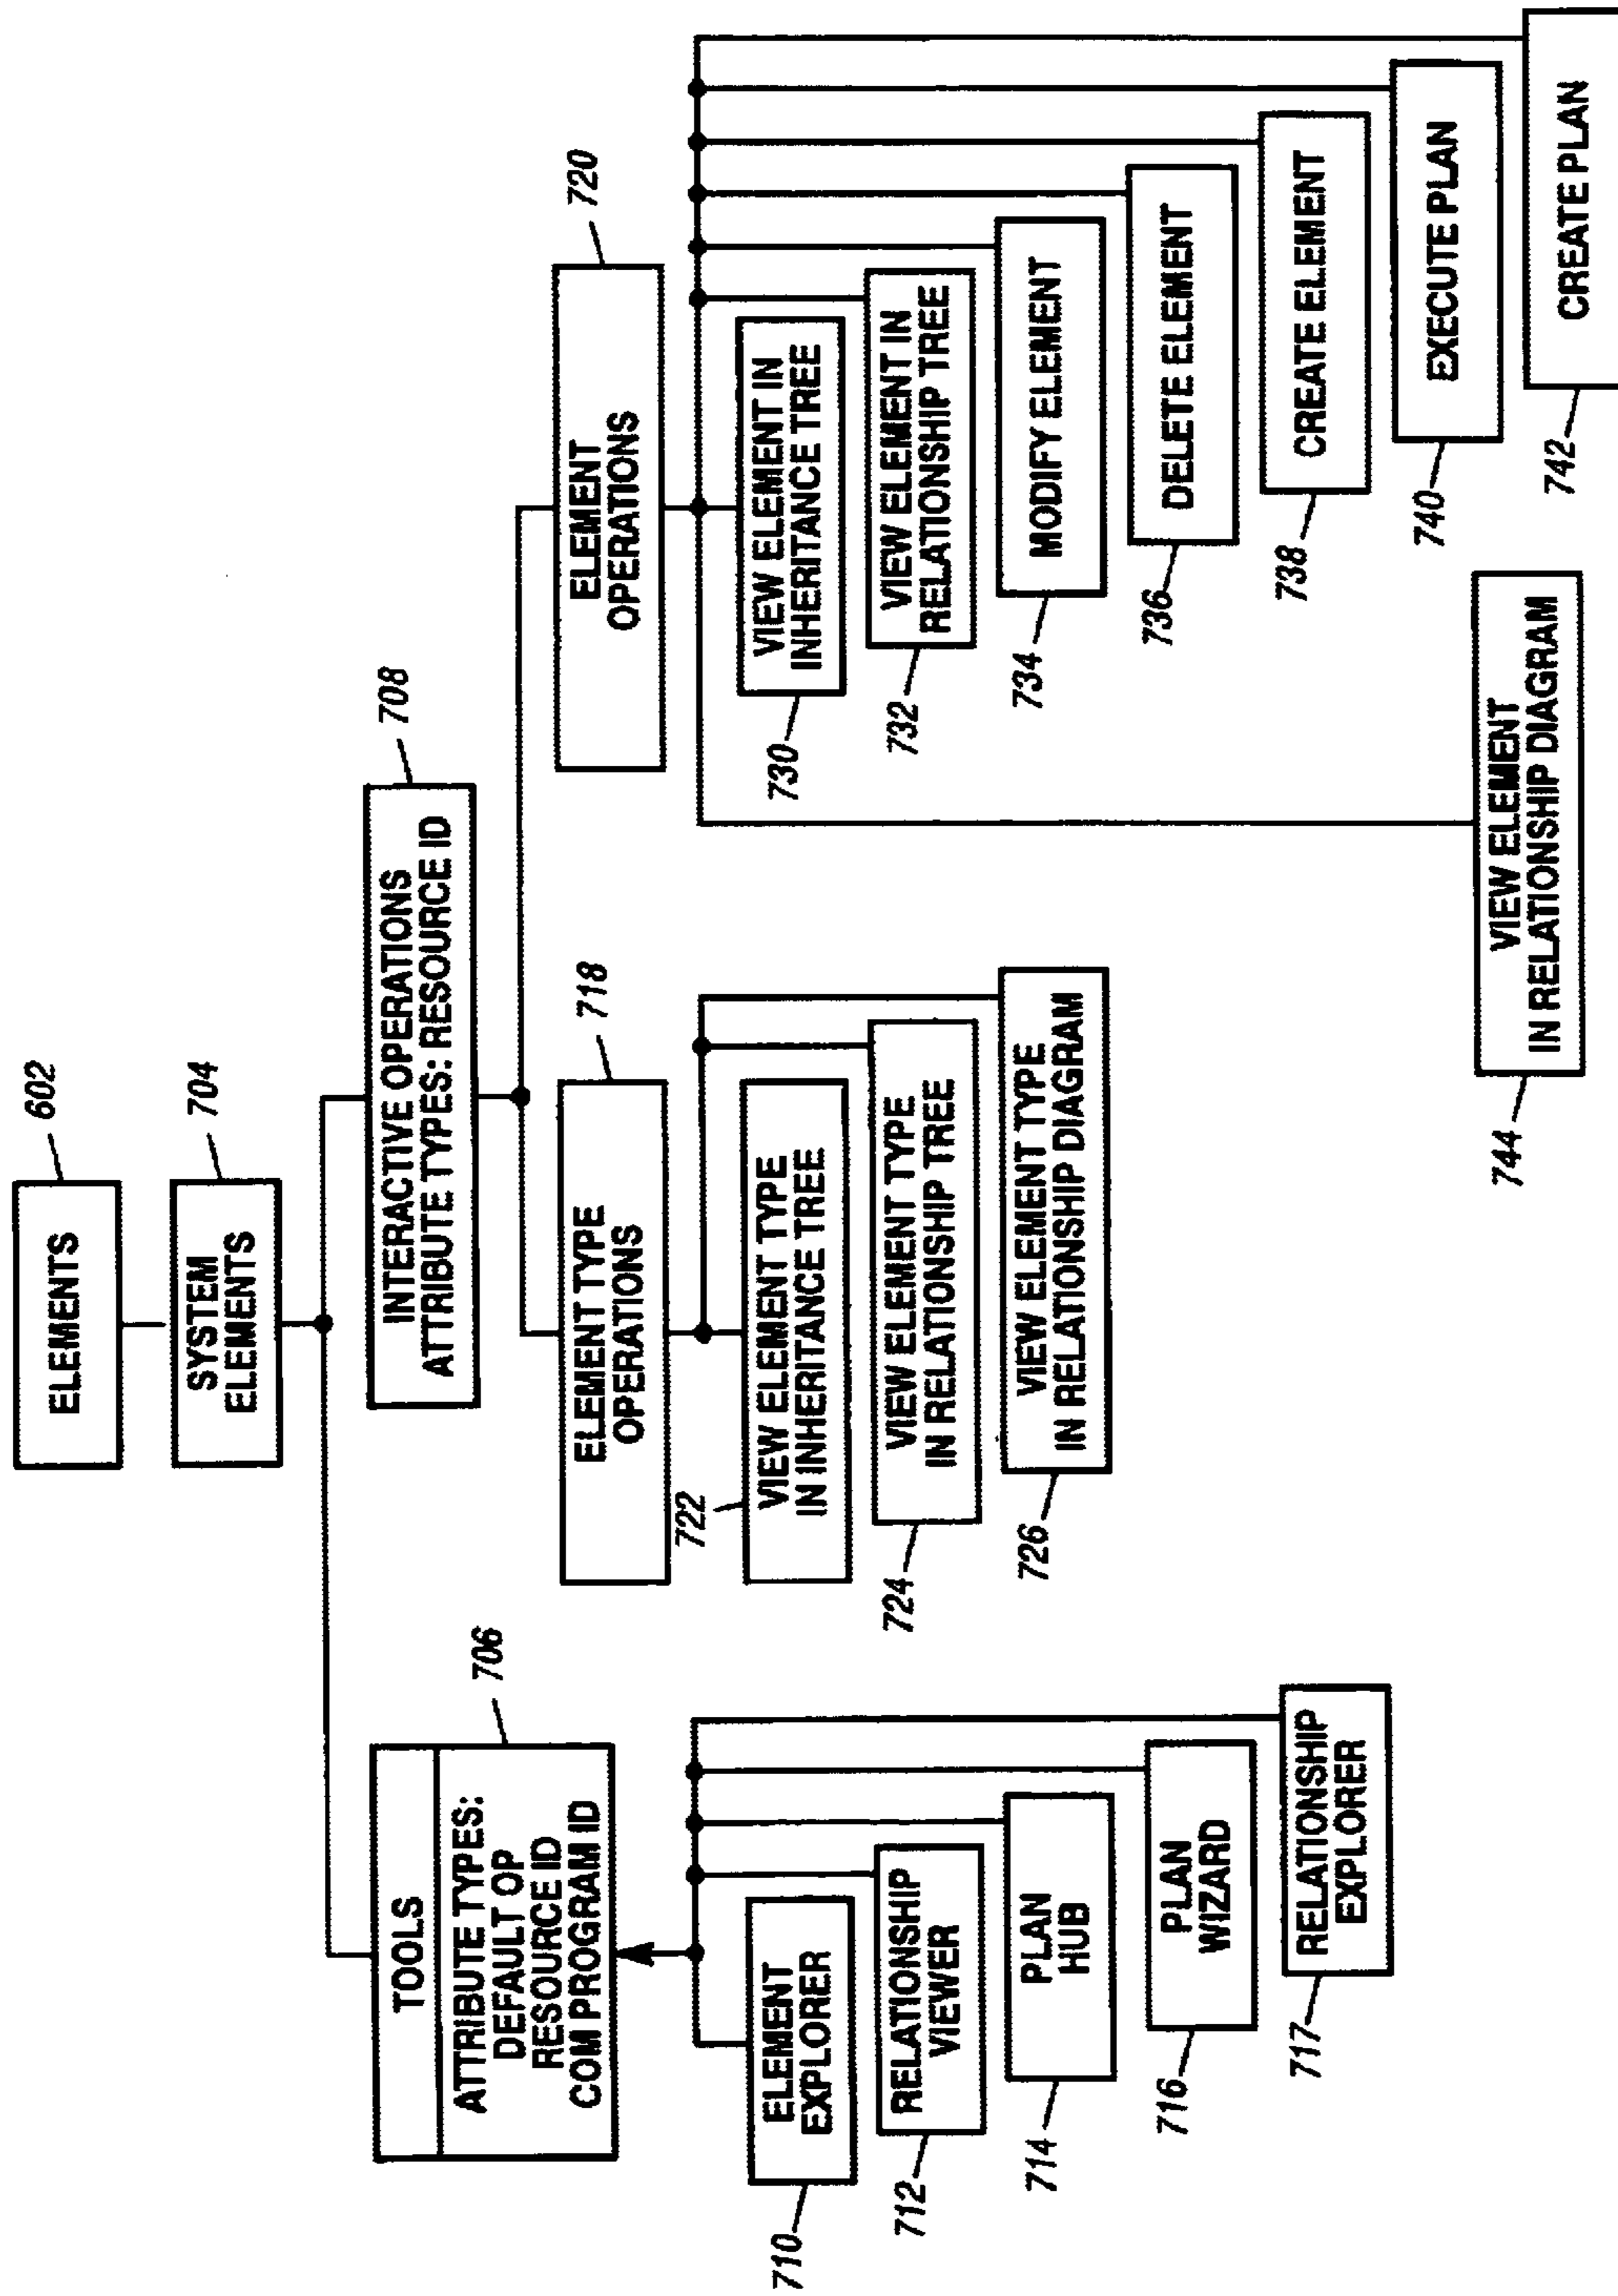 ELEMENTS
602
SYSTEM
ELEMENTS
704
TOOLS
ATTRIBUTE TYPES:
DEFAULT OP
RESOURCE ID
COM PROGRAM ID
706
INTERACTIVE OPERATIONS
ATTRIBUTE TYPES: RESOURCE ID
708
ELEMENT
EXPLORER
710
RELATIONSHIP
VIEWER
712
PLAN
HUB
714
PLAN
WIZARD
716
RELATIONSHIP
EXPLORER
717
ELEMENT TYPE
OPERATIONS
718
VIEW ELEMENT TYPE
IN INHERITANCE TREE
722
VIEW ELEMENT TYPE
IN RELATIONSHIP TREE
724
VIEW ELEMENT TYPE
IN RELATIONSHIP DIAGRAM
726
ELEMENT
OPERATIONS
720
VIEW ELEMENT IN
INHERITANCE TREE
730
VIEW ELEMENT IN
RELATIONSHIP TREE
732
MODIFY ELEMENT
734
DELETE ELEMENT
736
CREATE ELEMENT
738
EXECUTE PLAN
740
CREATE PLAN
742
VIEW ELEMENT
IN RELATIONSHIP DIAGRAM
744